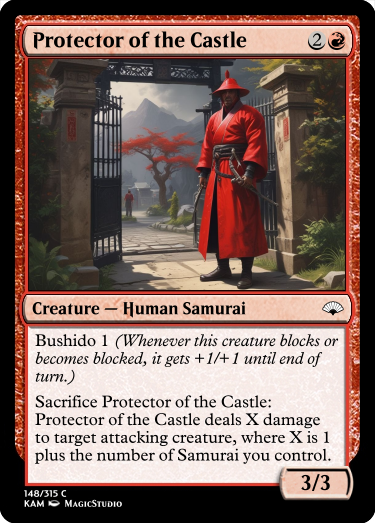 Protector of the Castle 2
Creature — Human Samurai
Bushido 1 (Whenever this creature blocks or
becomes blocked, it gets +1/+1 until end of
turn.)
Sacrifice Protector of the Castle:
Protector of the Castle deals X damage
to target attacking creature, where X is 1
plus the number of Samurai you control.
3/3
148/315 C
KAM MagicStudio